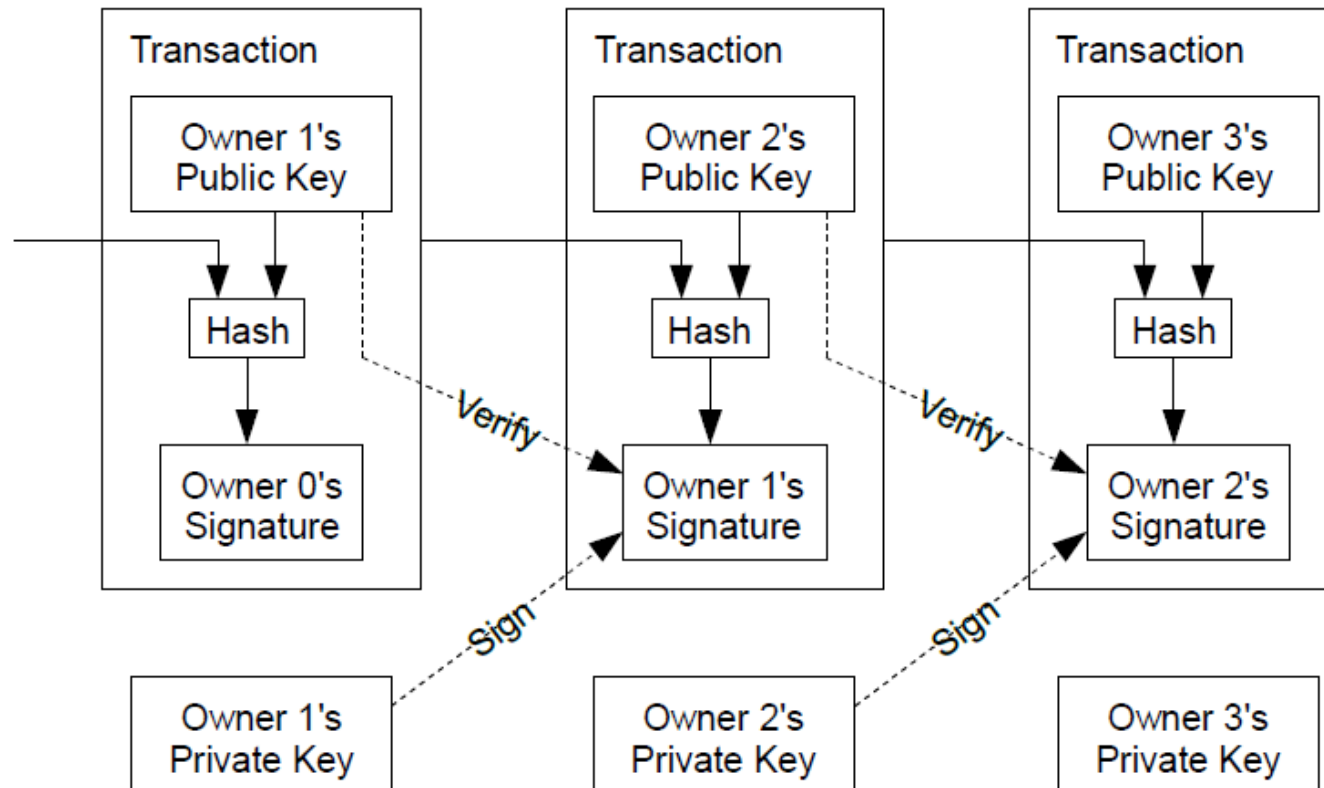 Transaction
Transaction
Transaction
Owner 1's
Public Key
Owner 2's
Public Key
Owner 3's
Public Key
Hash
Hash
Hash
Verify
Verify
Owner 0's
Signature
Owner 1's
Signature
Owner 2's
Signature
Sign
Sign
Owner 1's
Private Key
Owner 2's
Private Key
Owner 3's
Private Key